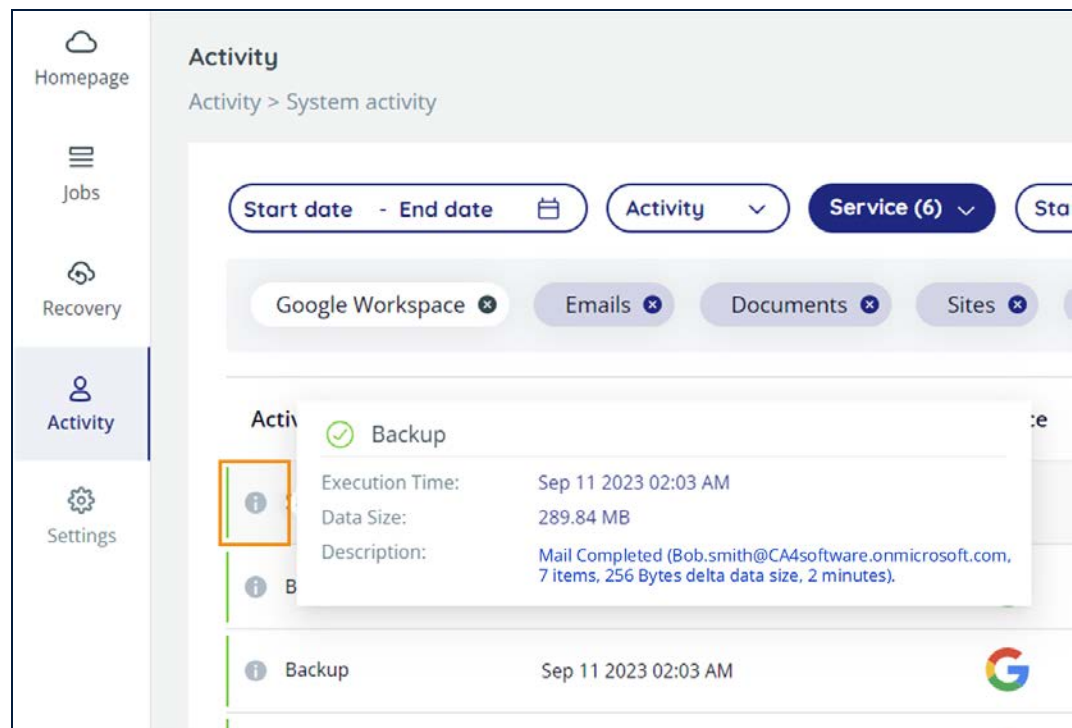 Homepage
Jobs
Recovery
Activity
Settings
Activity
Activity > System activity
Start date - End date
Activity
Service (6)
Sta
Google Workspace
Emails
Documents
Sites
Activ
ce
Backup
Execution Time: Sep 11 2023 02:03 AM
Data Size: 289.84 MB
Description: Mail Completed (Bob.smith@CA4software.onmicrosoft.com,
7 items, 256 Bytes delta data size, 2 minutes).
B
Backup Sep 11 2023 02:03 AM